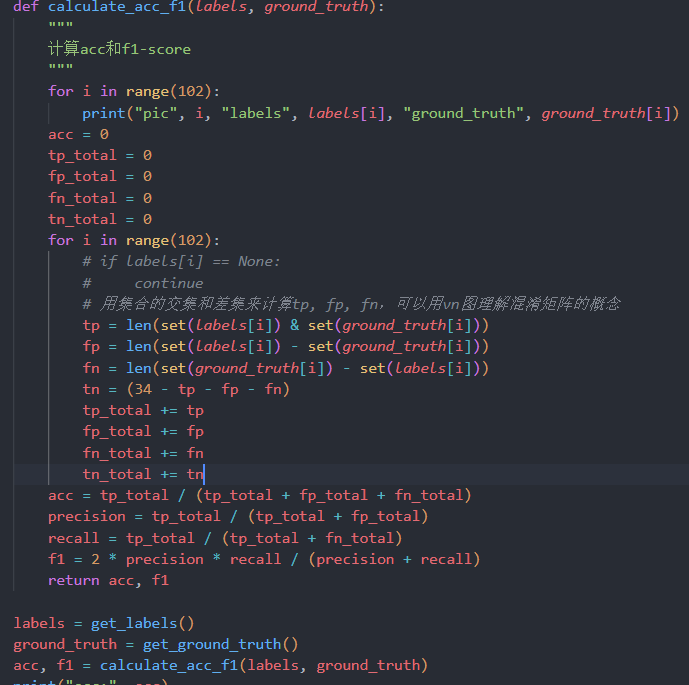 def calculate_acc_f1(labels, ground_truth):
    """
    计算acc和f1-score
    """
    for i in range(102):
        print("pic", i, "labels", labels[i], "ground_truth", ground_truth[i])
    acc = 0
    tp_total = 0
    fp_total = 0
    fn_total = 0
    tn_total = 0
    for i in range(102):
        # if labels[i] == None:
        #     continue
        # 用集合的交集和差集来计算tp, fp, fn，可以用vn图理解混淆矩阵的概念
        tp = len(set(labels[i]) & set(ground_truth[i]))
        fp = len(set(labels[i]) - set(ground_truth[i]))
        fn = len(set(ground_truth[i]) - set(labels[i]))
        tn = (34 - tp - fp - fn)
        tp_total += tp
        fp_total += fp
        fn_total += fn
        tn_total += tn
    acc = tp_total / (tp_total + fp_total + fn_total)
    precision = tp_total / (tp_total + fp_total)
    recall = tp_total / (tp_total + fn_total)
    f1 = 2 * precision * recall / (precision + recall)
    return acc, f1
labels = get_labels()
ground_truth = get_ground_truth()
acc, f1 = calculate_acc_f1(labels, ground_truth)
print("acc:", acc)